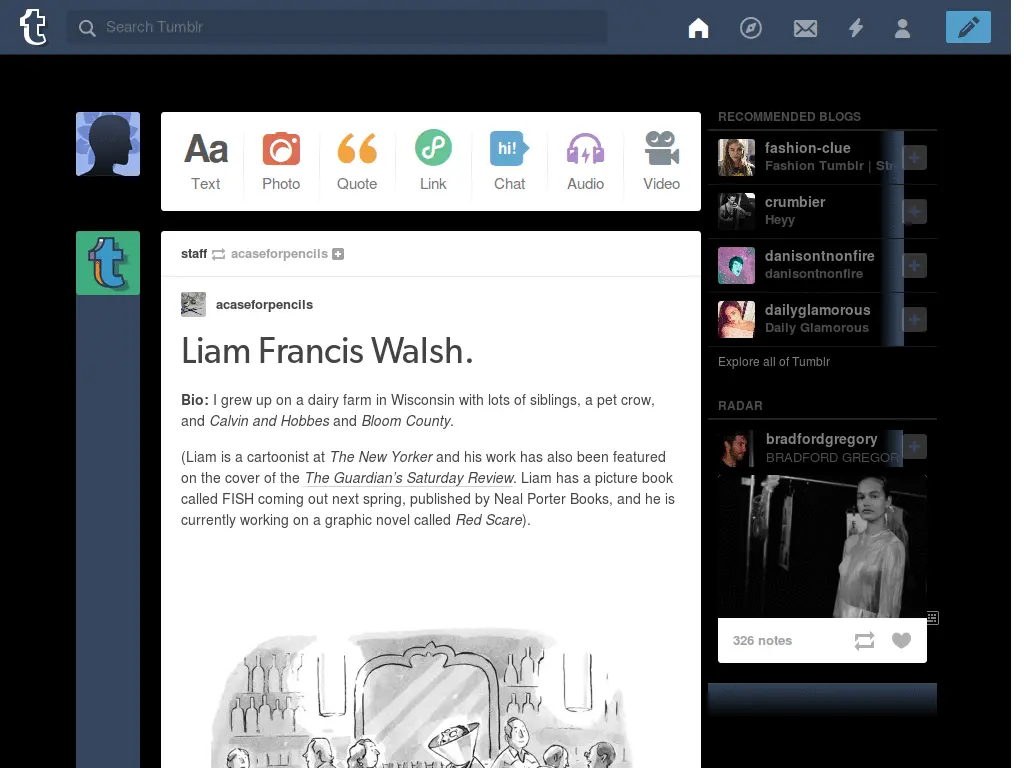 Search Tumblr
Aa
hi!
Text
Photo
Quote
Link
Chat
Audio
Video
staff acaseforpencils
acaseforpencils
Liam Francis Walsh.
Bio: I grew up on a dairy farm in Wisconsin with lots of siblings, a pet crow,
and Calvin and Hobbes and Bloom County.
(Liam is a cartoonist at The New Yorker and his work has also been featured
on the cover of the The Guardian’s Saturday Review. Liam has a picture book
called FISH coming out next spring, published by Neal Porter Books, and he is
currently working on a graphic novel called Red Scare).
RECOMMENDED BLOGS
fashion-clue
Fashion Tumblr | Str
crumbier
Heyy
danisontnonfire
danisontnonfire
dailyglamorous
Daily Glamorous
Explore all of Tumblr
RADAR
bradfordgregory
BRADFORD GREGOR
326 notes